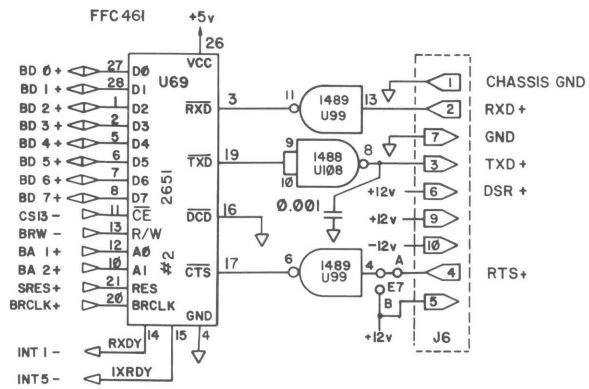 FFC461
+5v
26
VCC
U69
BD 0+ 27 D0
BD 1+ 28 D1
BD 2+ 1 D2
BD 3+ 2 D3
BD 4+ 5 D4
BD 5+ 6 D5
BD 6+ 7 D6
BD 7+ 8 D7
CS13- 11 CE
BRW- 13 R/W
BA 1+ 12 A0
BA 2+ 10 A1
SRES+ 21 RES
BRCLK+ 20 BRCLK
2651
#2
RXD 3
TXD 19
DCD 16
CTS 17
GND
14 15 4
INT 1- RXDY
INT5- IXRDY
11 1489 13
U99
9 1488 8
10 U108
0.001
6 1489 4
U99
A
E7
B
+12v
1 CHASSIS GND
2 RXD+
7 GND
3 TXD+
+12v 6 DSR+
+12v 9
-12v 10
4 RTS+
5
J6